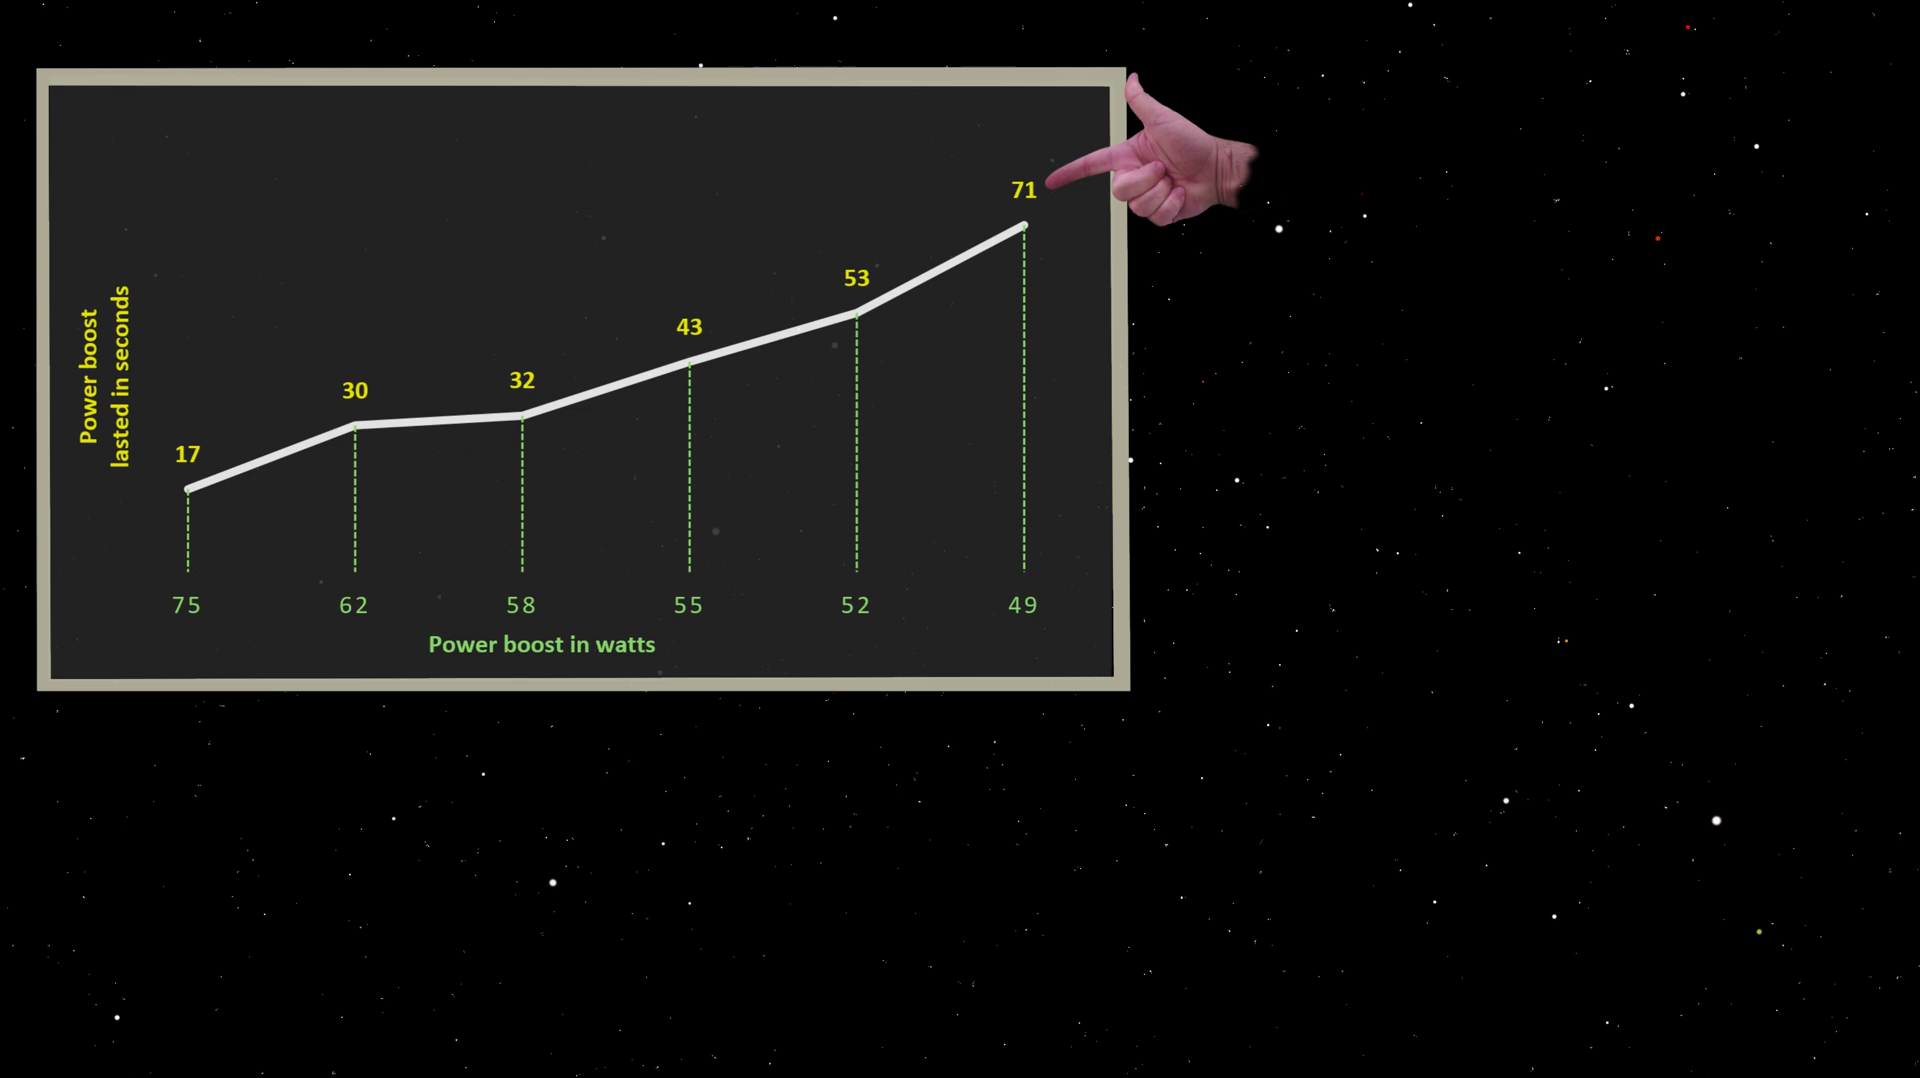 71
53
43
32
30
17
Power boost
lasted in seconds
75 62 58 55 52 49
Power boost in watts